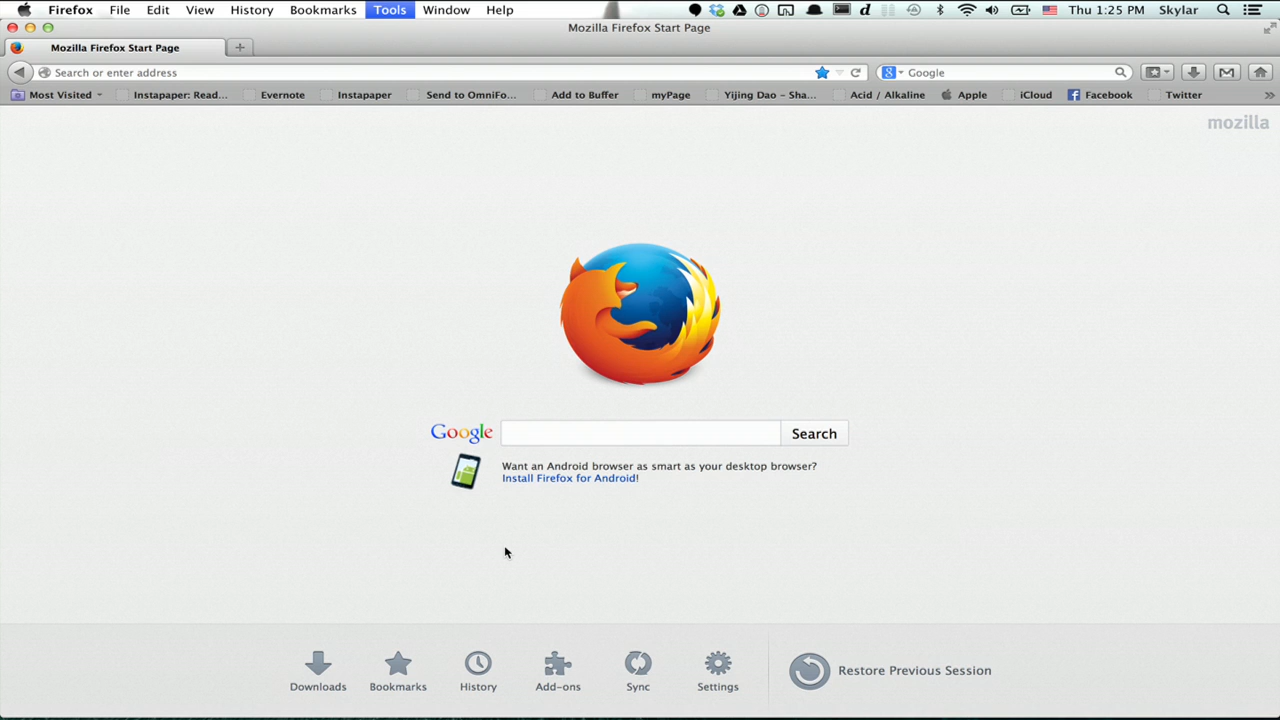 Firefox File Edit View History Bookmarks Tools Window Help d Thu 1:25 PM Skylar
Mozilla Firefox Start Page
Mozilla Firefox Start Page +
Search or enter address 8 Google
Most Visited Instapaper Read... Evernote Instapaper Send to OmniFo... Add to Buffer myPage Yijing Dao – Sha... Acid / Alkaline Apple iCloud Facebook Twitter »
mozilla
Google Search
Want an Android browser as smart as your desktop browser?
Install Firefox for Android!
Downloads Bookmarks History Add-ons Sync Settings Restore Previous Session